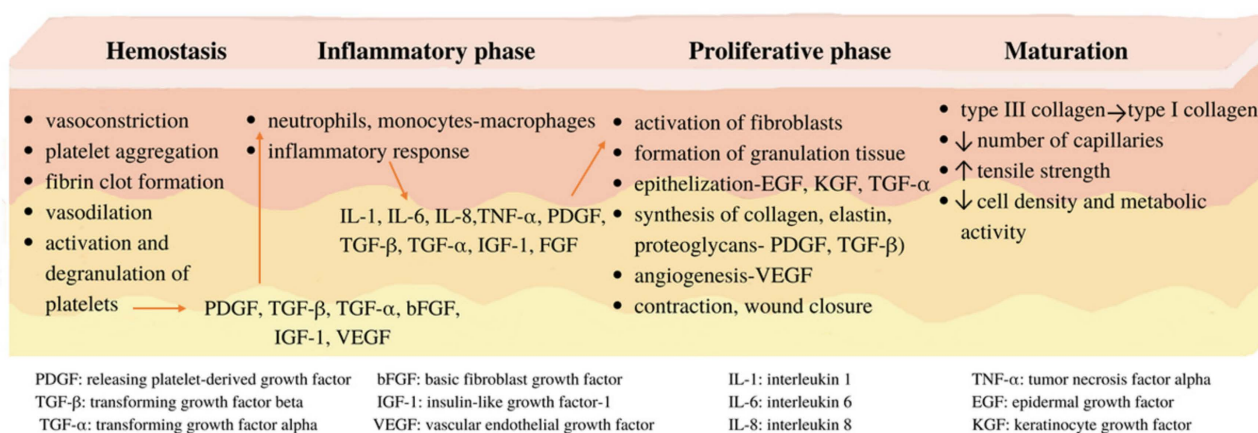 Hemostasis
• vasoconstriction
• platelet aggregation
• fibrin clot formation
• vasodilation
• activation and
degranulation of
platelets
PDGF, TGF-β, TGF-α, bFGF,
IGF-1, VEGF
Inflammatory phase
• neutrophils, monocytes-macrophages
• inflammatory response
IL-1, IL-6, IL-8,TNF-α, PDGF,
TGF-β, TGF-α, IGF-1, FGF
Proliferative phase
• activation of fibroblasts
• formation of granulation tissue
• epithelization-EGF, KGF, TGF-α
• synthesis of collagen, elastin,
proteoglycans- PDGF, TGF-β)
• angiogenesis-VEGF
• contraction, wound closure
Maturation
• type III collagen→type I collagen
• ↓ number of capillaries
• ↑ tensile strength
• ↓ cell density and metabolic
activity
PDGF: releasing platelet-derived growth factor
TGF-β: transforming growth factor beta
TGF-α: transforming growth factor alpha
bFGF: basic fibroblast growth factor
IGF-1: insulin-like growth factor-1
VEGF: vascular endothelial growth factor
IL-1: interleukin 1
IL-6: interleukin 6
IL-8: interleukin 8
TNF-α: tumor necrosis factor alpha
EGF: epidermal growth factor
KGF: keratinocyte growth factor